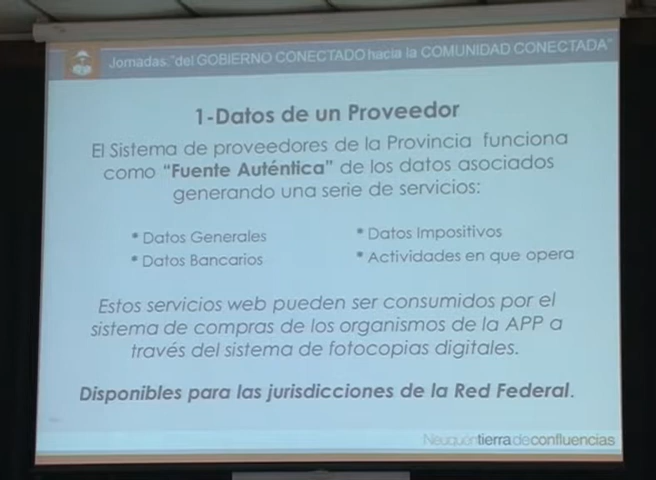 Jornadas "del GOBIERNO CONECTADO hacia la COMUNIDAD CONECTADA"
1-Datos de un Proveedor
El Sistema de proveedores de la Provincia funciona
como "Fuente Auténtica" de los datos asociados
generando una serie de servicios:
* Datos Generales
* Datos Bancarios
* Datos Impositivos
* Actividades en que opera
Estos servicios web pueden ser consumidos por el
sistema de compras de los organismos de la APP a
través del sistema de fotocopias digitales.
Disponibles para las jurisdicciones de la Red Federal.
Neuquéntierradeconfluencias